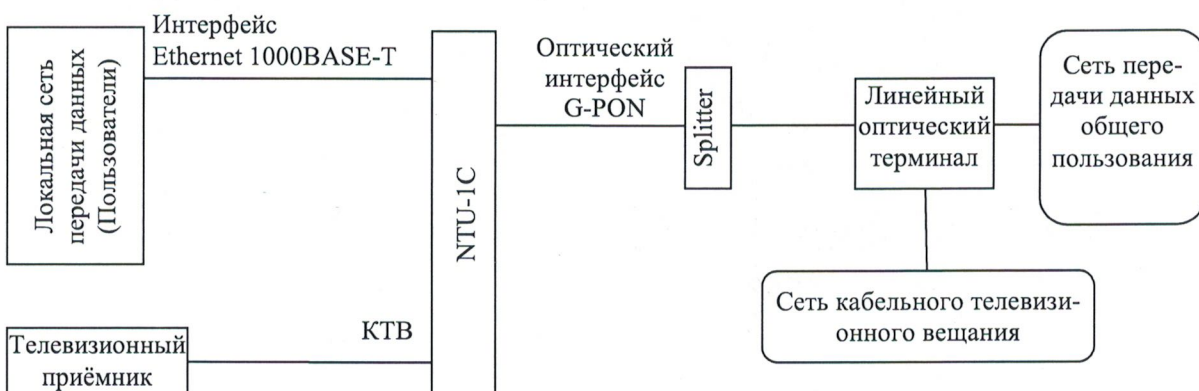 Локальная сеть
передачи данных
(Пользователи)
Интерфейс
Ethernet 1000BASE-T
NTU-1C
Оптический
интерфейс
G-PON
Splitter
Линейный
оптический
терминал
Сеть пере-
дачи данных
общего
пользования
Сеть кабельного телевизи-
онного вещания
КТВ
Телевизионный
приёмник